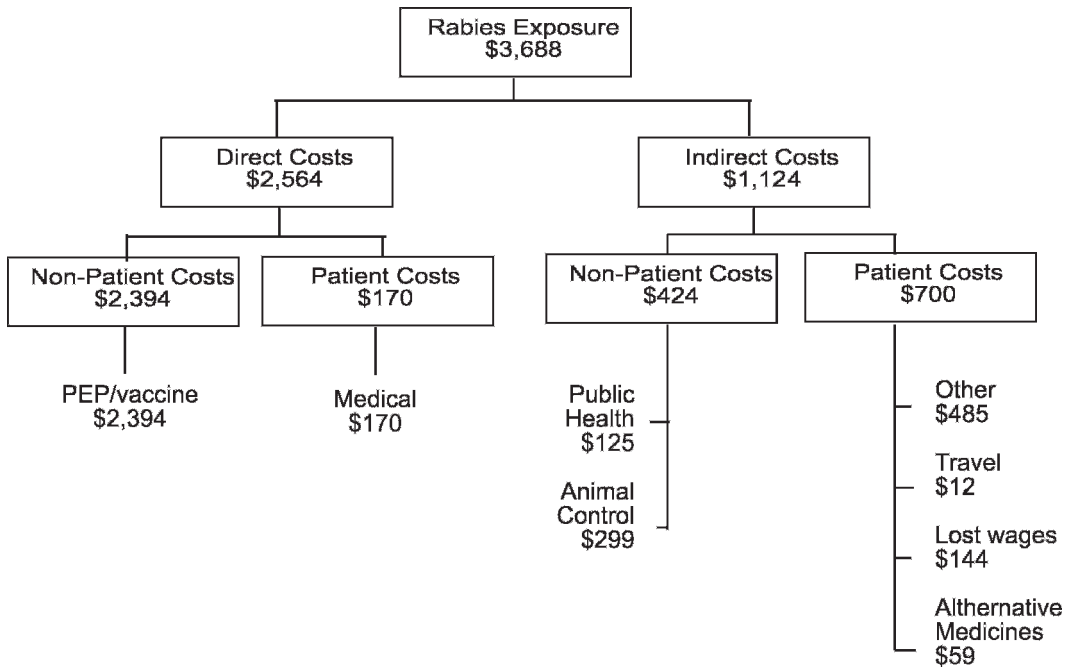 Rabies Exposure
$3,688
Direct Costs
$2,564
Indirect Costs
$1,124
Non-Patient Costs
$2,394
Patient Costs
$170
Non-Patient Costs
$424
Patient Costs
$700
PEP/vaccine
$2,394
Medical
$170
Public
Health
$125
Animal
Control
$299
Other
$485
Travel
$12
Lost wages
$144
Althernative
Medicines
$59